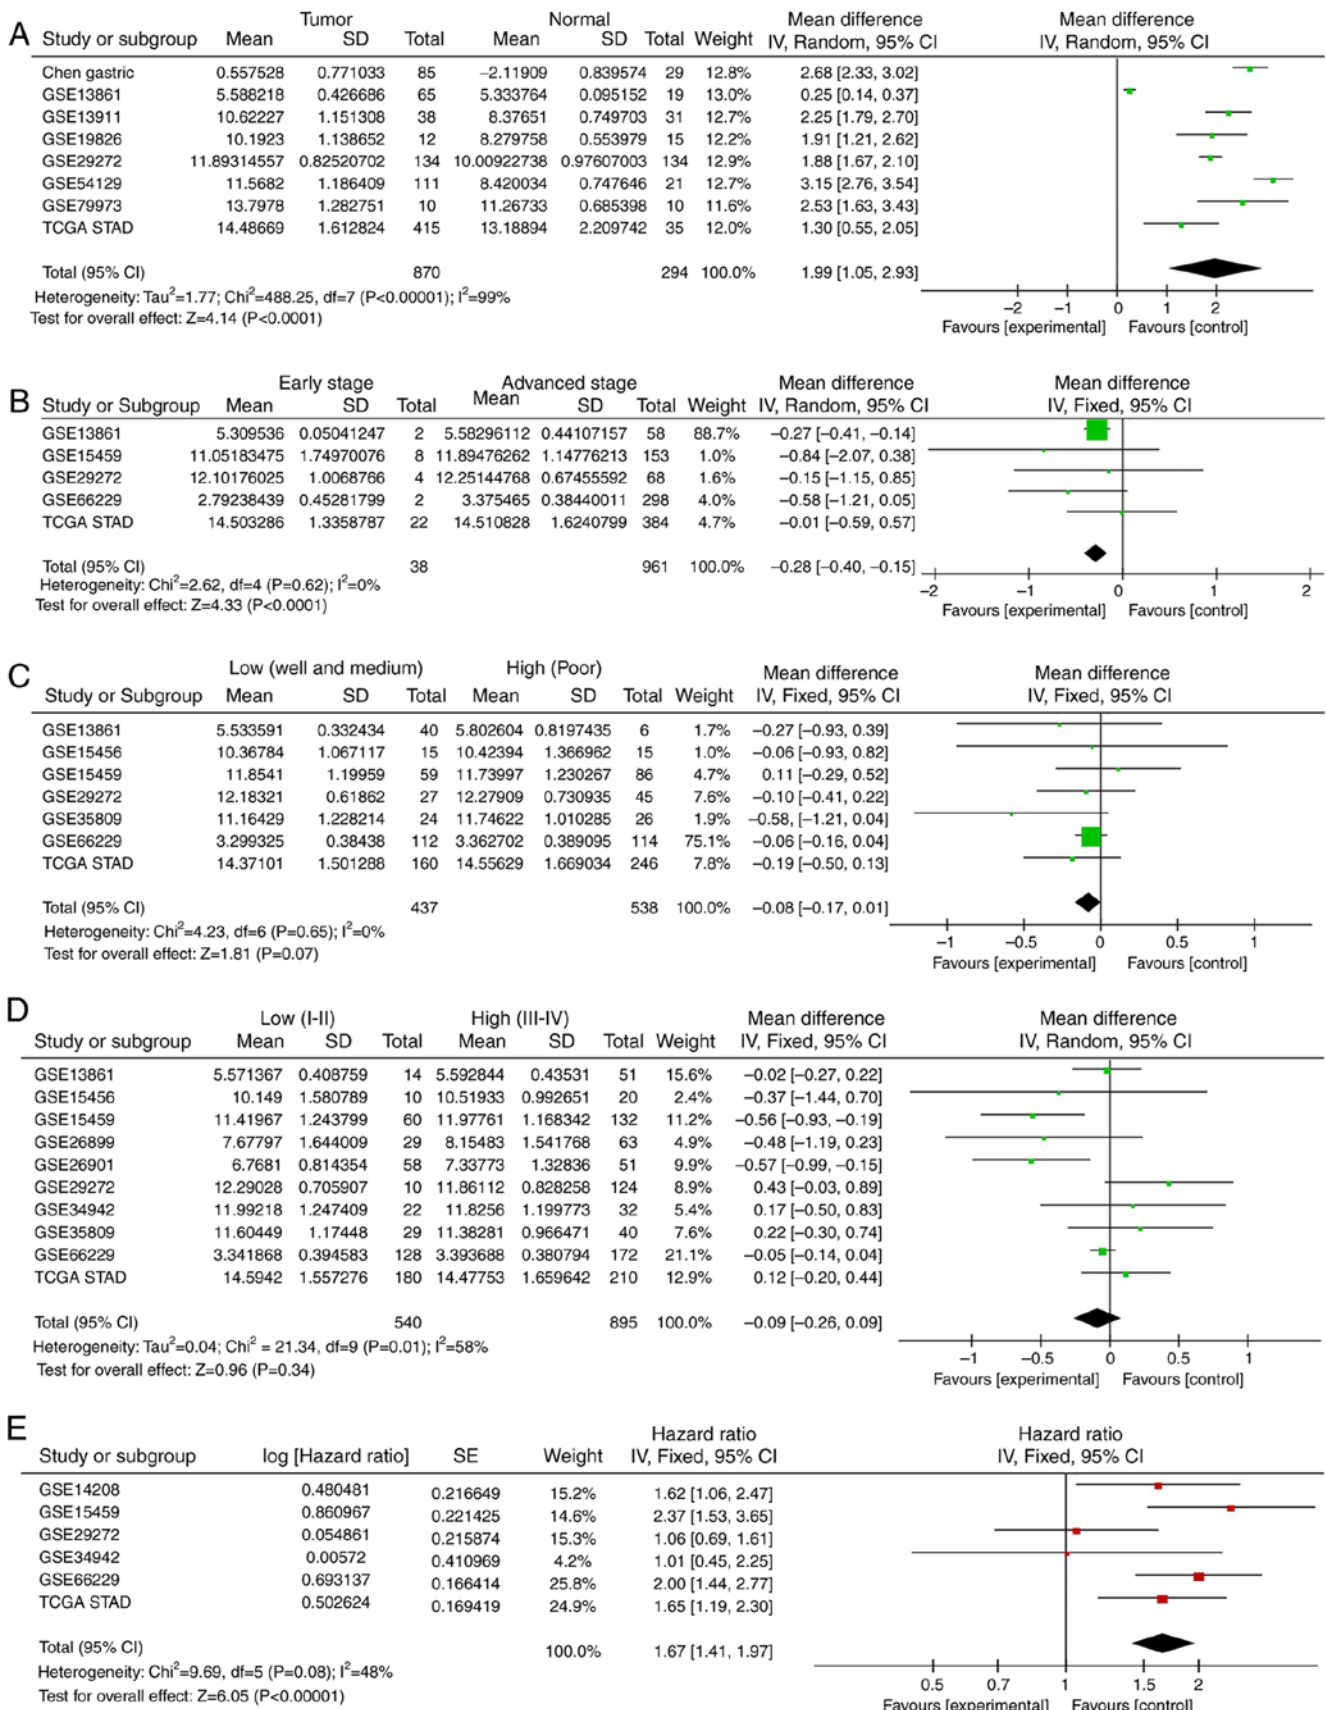 A
Tumor Normal Mean difference Mean difference
Study or subgroup Mean SD Total Mean SD Total Weight IV, Random, 95% CI IV, Random, 95% CI
Chen gastric 0.557528 0.771033 85 −2.11909 0.839574 29 12.8% 2.68 [2.33, 3.02]
GSE13861 5.588218 0.426686 65 5.333764 0.095152 19 13.0% 0.25 [0.14, 0.37]
GSE13911 10.62227 1.151308 38 8.37651 0.749703 31 12.7% 2.25 [1.79, 2.70]
GSE19826 10.1923 1.138652 12 8.279758 0.553979 15 12.2% 1.91 [1.21, 2.62]
GSE29272 11.89314557 0.82520702 134 10.00922738 0.97607003 134 12.9% 1.88 [1.67, 2.10]
GSE54129 11.5682 1.186409 111 8.420034 0.747646 21 12.7% 3.15 [2.76, 3.54]
GSE79973 13.7978 1.282751 10 11.26733 0.685398 10 11.6% 2.53 [1.63, 3.43]
TCGA STAD 14.48669 1.612824 415 13.18894 2.209742 35 12.0% 1.30 [0.55, 2.05]
Total (95% CI) 870 294 100.0% 1.99 [1.05, 2.93]
Heterogeneity: Tau²=1.77; Chi²=488.25, df=7 (P<0.00001); I²=99%
Test for overall effect: Z=4.14 (P<0.0001)
−2 −1 0 1 2
Favours [experimental] Favours [control]
B
Early stage Advanced stage Mean difference Mean difference
Study or Subgroup Mean SD Total Mean SD Total Weight IV, Random, 95% CI IV, Fixed, 95% CI
GSE13861 5.309536 0.05041247 2 5.58296112 0.44107157 58 88.7% −0.27 [−0.41, −0.14]
GSE15459 11.05183475 1.74970076 8 11.89476262 1.14776213 153 1.0% −0.84 [−2.07, 0.38]
GSE29272 12.10176025 1.0068766 4 12.25144768 0.67455592 68 1.6% −0.15 [−1.15, 0.85]
GSE66229 2.79238439 0.45281799 2 3.375465 0.38440011 298 4.0% −0.58 [−1.21, 0.05]
TCGA STAD 14.503286 1.3358787 22 14.510828 1.6240799 384 4.7% −0.01 [−0.59, 0.57]
Total (95% CI) 38 961 100.0% −0.28 [−0.40, −0.15]
Heterogeneity: Chi²=2.62, df=4 (P=0.62); I²=0%
Test for overall effect: Z=4.33 (P<0.0001)
−2 −1 0 1 2
Favours [experimental] Favours [control]
C
Low (well and medium) High (Poor) Mean difference Mean difference
Study or Subgroup Mean SD Total Mean SD Total Weight IV, Fixed, 95% CI IV, Fixed, 95% CI
GSE13861 5.533591 0.332434 40 5.802604 0.8197435 6 1.7% −0.27 [−0.93, 0.39]
GSE15456 10.36784 1.067117 15 10.42394 1.366962 15 1.0% −0.06 [−0.93, 0.82]
GSE15459 11.8541 1.19959 59 11.73997 1.230267 86 4.7% 0.11 [−0.29, 0.52]
GSE29272 12.18321 0.61862 27 12.27909 0.730935 45 7.6% −0.10 [−0.41, 0.22]
GSE35809 11.16429 1.228214 24 11.74622 1.010285 26 1.9% −0.58, [−1.21, 0.04]
GSE66229 3.299325 0.38438 112 3.362702 0.389095 114 75.1% −0.06 [−0.16, 0.04]
TCGA STAD 14.37101 1.501288 160 14.55629 1.669034 246 7.8% −0.19 [−0.50, 0.13]
Total (95% CI) 437 538 100.0% −0.08 [−0.17, 0.01]
Heterogeneity: Chi²=4.23, df=6 (P=0.65); I²=0%
Test for overall effect: Z=1.81 (P=0.07)
−1 −0.5 0 0.5 1
Favours [experimental] Favours [control]
D
Low (I-II) High (III-IV) Mean difference Mean difference
Study or subgroup Mean SD Total Mean SD Total Weight IV, Fixed, 95% CI IV, Random, 95% CI
GSE13861 5.571367 0.408759 14 5.592844 0.43531 51 15.6% −0.02 [−0.27, 0.22]
GSE15456 10.149 1.580789 10 10.51933 0.992651 20 2.4% −0.37 [−1.44, 0.70]
GSE15459 11.41967 1.243799 60 11.97761 1.168342 132 11.2% −0.56 [−0.93, −0.19]
GSE26899 7.67797 1.644009 29 8.15483 1.541768 63 4.9% −0.48 [−1.19, 0.23]
GSE26901 6.7681 0.814354 58 7.33773 1.32836 51 9.9% −0.57 [−0.99, −0.15]
GSE29272 12.29028 0.705907 10 11.86112 0.828258 124 8.9% 0.43 [−0.03, 0.89]
GSE34942 11.99218 1.247409 22 11.8256 1.199773 32 5.4% 0.17 [−0.50, 0.83]
GSE35809 11.60449 1.17448 29 11.38281 0.966471 40 7.6% 0.22 [−0.30, 0.74]
GSE66229 3.341868 0.394583 128 3.393688 0.380794 172 21.1% −0.05 [−0.14, 0.04]
TCGA STAD 14.5942 1.557276 180 14.47753 1.659642 210 12.9% 0.12 [−0.20, 0.44]
Total (95% CI) 540 895 100.0% −0.09 [−0.26, 0.09]
Heterogeneity: Tau²=0.04; Chi² = 21.34, df=9 (P=0.01); I²=58%
Test for overall effect: Z=0.96 (P=0.34)
−1 −0.5 0 0.5 1
Favours [experimental] Favours [control]
E
Hazard ratio Hazard ratio
Study or subgroup log [Hazard ratio] SE Weight IV, Fixed, 95% CI IV, Fixed, 95% CI
GSE14208 0.480481 0.216649 15.2% 1.62 [1.06, 2.47]
GSE15459 0.860967 0.221425 14.6% 2.37 [1.53, 3.65]
GSE29272 0.054861 0.215874 15.3% 1.06 [0.69, 1.61]
GSE34942 0.00572 0.410969 4.2% 1.01 [0.45, 2.25]
GSE66229 0.693137 0.166414 25.8% 2.00 [1.44, 2.77]
TCGA STAD 0.502624 0.169419 24.9% 1.65 [1.19, 2.30]
Total (95% CI) 100.0% 1.67 [1.41, 1.97]
Heterogeneity: Chi²=9.69, df=5 (P=0.08); I²=48%
Test for overall effect: Z=6.05 (P<0.00001)
0.5 0.7 1 1.5 2
Favours [experimental] Favours [control]